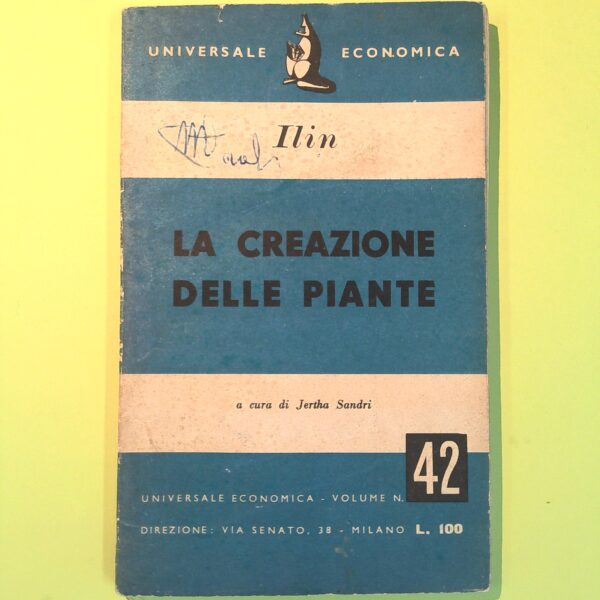 UNIVERSALE ECONOMICA
Ilin
LA CREAZIONE
DELLE PIANTE
a cura di Jertha Sandri
42
UNIVERSALE ECONOMICA - VOLUME N.
DIREZIONE: VIA SENATO, 38 - MILANO L. 100